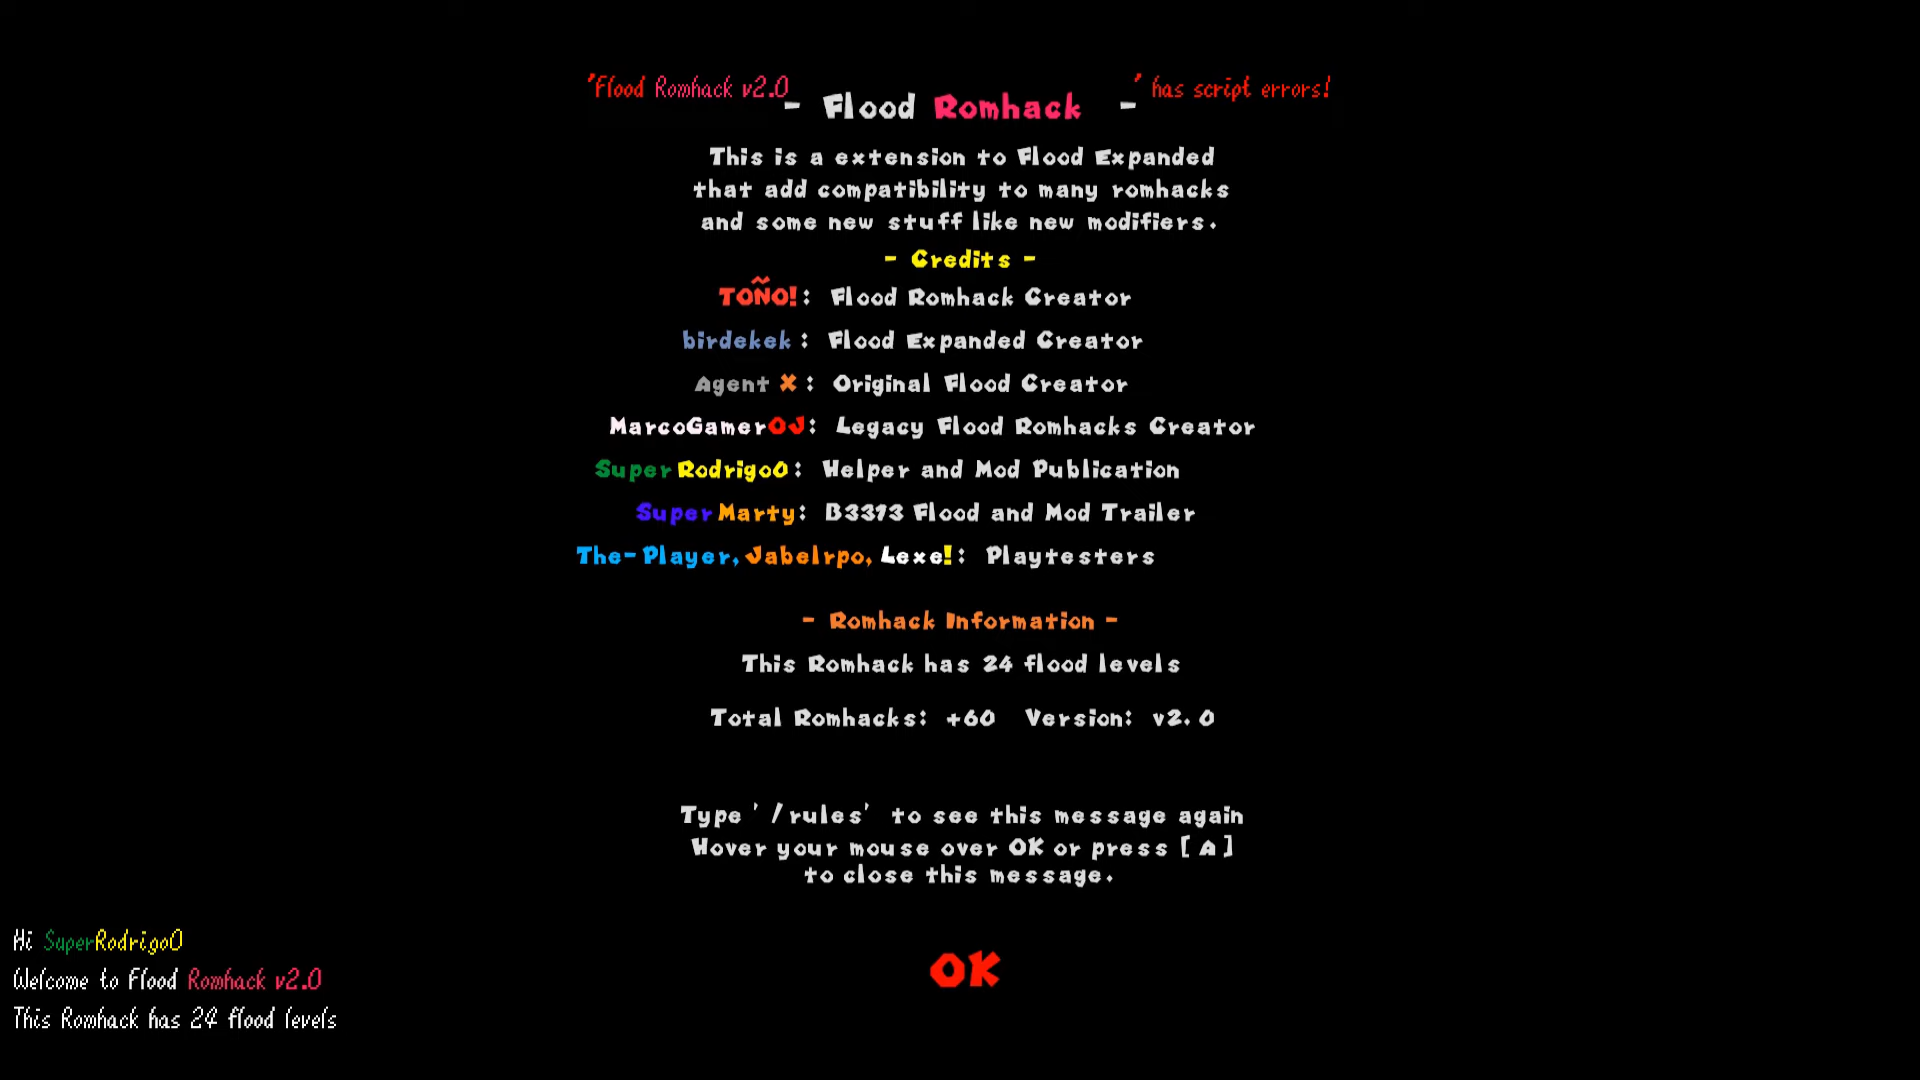 'Flood Romhack v2.0 ' has script errors!
- Flood Romhack -
This is a extension to Flood Expanded
that add compatibility to many romhacks
and some new stuff like new modifiers.
- Credits -
TOÑO!: Flood Romhack Creator
birdekek: Flood Expanded Creator
Agent X: Original Flood Creator
MarcoGamerOJ: Legacy Flood Romhacks Creator
SuperRodrigo0: Helper and Mod Publication
SuperMarty: B3313 Flood and Mod Trailer
The-Player, Jabelrpo, Lexe!: Playtesters
- Romhack Information -
This Romhack has 24 flood levels
Total Romhacks: +60 Version: v2.0
Type '/rules' to see this message again
Hover your mouse over OK or press [A]
to close this message.
OK
Hi SuperRodrigo0
Welcome to Flood Romhack v2.0
This Romhack has 24 flood levels